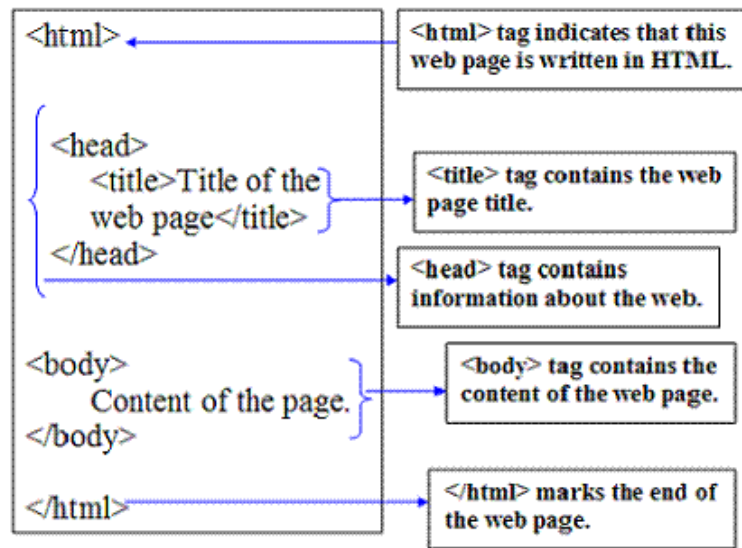 <html>
<head>
<title>Title of the
web page</title>
</head>
<body>
Content of the page.
</body>
</html>
<html> tag indicates that this
web page is written in HTML.
<title> tag contains the web
page title.
<head> tag contains
information about the web.
<body> tag contains the
content of the web page.
</html> marks the end of
the web page.